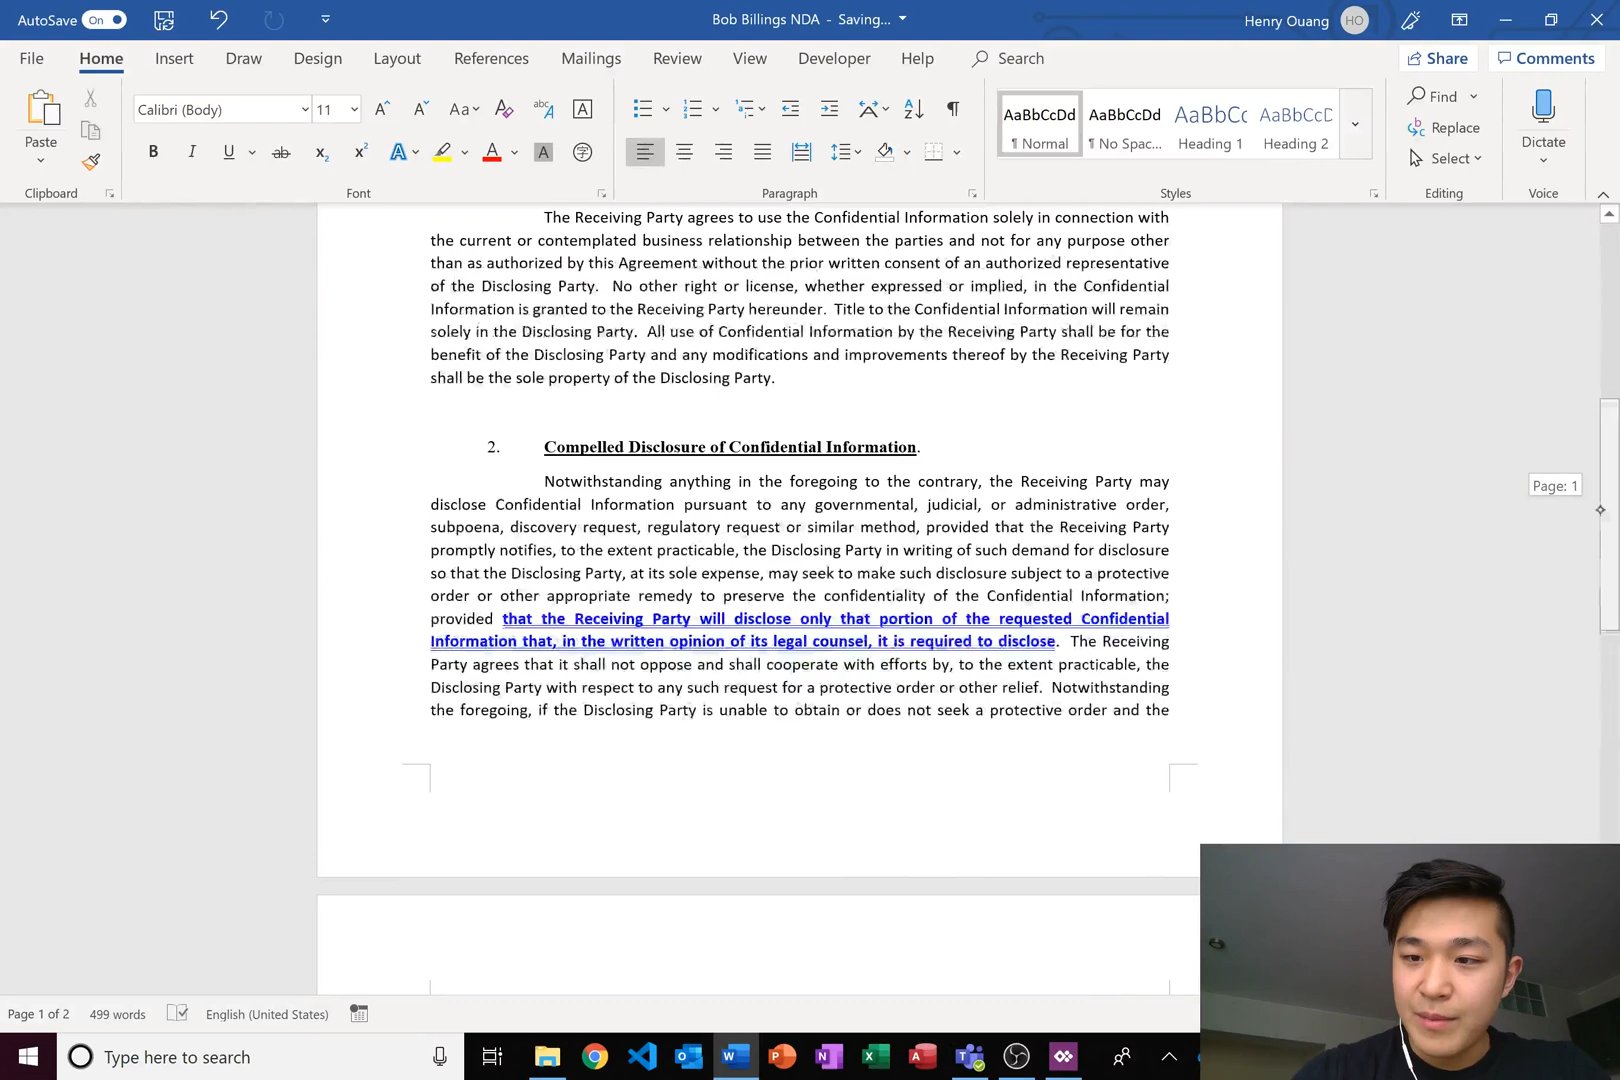 AutoSave On
Bob Billings NDA - Saving...
Henry Ouang HO
File Home Insert Draw Design Layout References Mailings Review View Developer Help Search
Share Comments
Paste
Calibri (Body) 11
Aa
abc
A
B I U ab X₂ X² A A A
AaBbCcDd
¶ Normal
AaBbCcDd
¶ No Spac...
AaBbCc
Heading 1
AaBbCcD
Heading 2
Find
Replace
Select
Dictate
Clipboard Font Paragraph Styles Editing Voice
The Receiving Party agrees to use the Confidential Information solely in connection with
the current or contemplated business relationship between the parties and not for any purpose other
than as authorized by this Agreement without the prior written consent of an authorized representative
of the Disclosing Party. No other right or license, whether expressed or implied, in the Confidential
Information is granted to the Receiving Party hereunder. Title to the Confidential Information will remain
solely in the Disclosing Party. All use of Confidential Information by the Receiving Party shall be for the
benefit of the Disclosing Party and any modifications and improvements thereof by the Receiving Party
shall be the sole property of the Disclosing Party.
2. Compelled Disclosure of Confidential Information.
Notwithstanding anything in the foregoing to the contrary, the Receiving Party may
disclose Confidential Information pursuant to any governmental, judicial, or administrative order,
subpoena, discovery request, regulatory request or similar method, provided that the Receiving Party
promptly notifies, to the extent practicable, the Disclosing Party in writing of such demand for disclosure
so that the Disclosing Party, at its sole expense, may seek to make such disclosure subject to a protective
order or other appropriate remedy to preserve the confidentiality of the Confidential Information;
provided that the Receiving Party will disclose only that portion of the requested Confidential
Information that, in the written opinion of its legal counsel, it is required to disclose. The Receiving
Party agrees that it shall not oppose and shall cooperate with efforts by, to the extent practicable, the
Disclosing Party with respect to any such request for a protective order or other relief. Notwithstanding
the foregoing, if the Disclosing Party is unable to obtain or does not seek a protective order and the
Page: 1
Page 1 of 2 499 words English (United States)
Type here to search